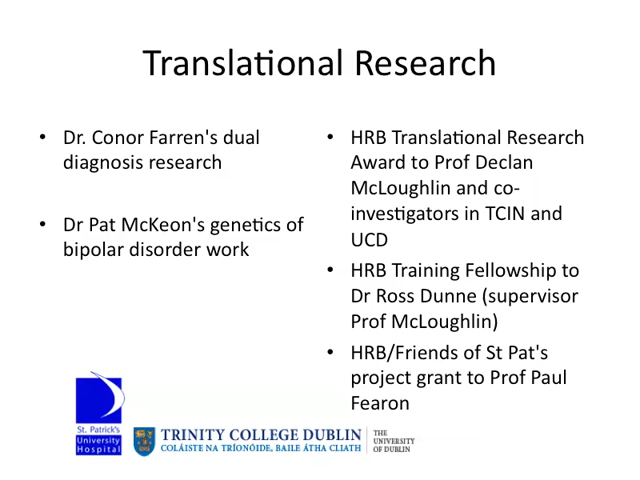 Translational Research
• Dr. Conor Farren's dual
diagnosis research
• Dr Pat McKeon's genetics of
bipolar disorder work
• HRB Translational Research
Award to Prof Declan
McLoughlin and co-
investigators in TCIN and
UCD
• HRB Training Fellowship to
Dr Ross Dunne (supervisor
Prof McLoughlin)
• HRB/Friends of St Pat's
project grant to Prof Paul
Fearon
St. Patrick's
University
Hospital
TRINITY COLLEGE DUBLIN
COLÁISTE NA TRÍONÓIDE, BAILE ÁTHA CLIATH
THE
UNIVERSITY
OF DUBLIN